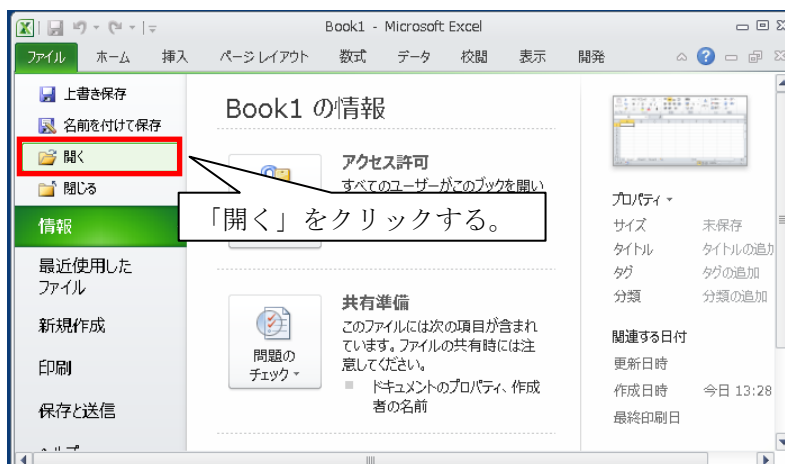 Book1 - Microsoft Excel
ファイル ホーム 挿入 ページ レイアウト 数式 データ 校閲 表示 開発
上書き保存
名前を付けて保存
開く
閉じる
情報
最近使用した
ファイル
新規作成
印刷
保存と送信
Book1 の情報
アクセス許可
すべてのユーザーがこのブックを開い
「開く」をクリックする。
問題の
チェック
共有準備
このファイルには次の項目が含まれ
ています。ファイルの共有時には注
意してください。
ドキュメントのプロパティ、作成
者の名前
プロパティ
サイズ 未保存
タイトル タイトルの追加
タグ タグの追加
分類 分類の追加
関連する日付
更新日時
作成日時 今日 13:28
最終印刷日